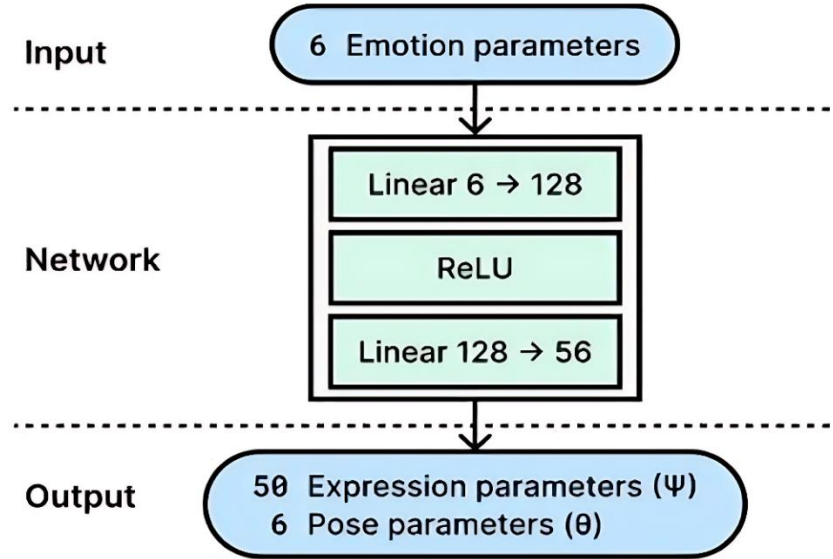 Input
6 Emotion parameters
Network
Linear 6 → 128
ReLU
Linear 128 → 56
Output
50 Expression parameters (Ψ)
6 Pose parameters (θ)